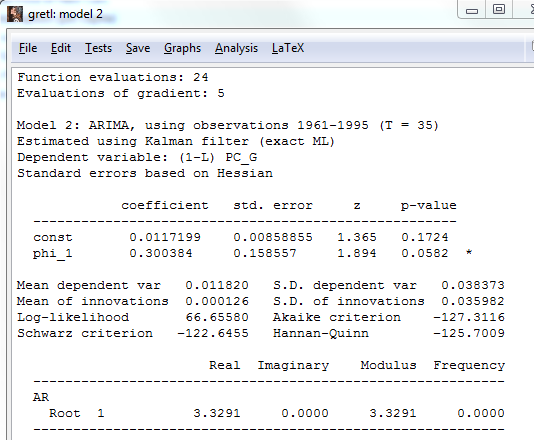 gretl: model 2
File Edit Tests Save Graphs Analysis LaTeX
Function evaluations: 24
Evaluations of gradient: 5
Model 2: ARIMA, using observations 1961-1995 (T = 35)
Estimated using Kalman filter (exact ML)
Dependent variable: (1-L) PC_G
Standard errors based on Hessian
coefficient std. error z p-value
-------------------------------------------------------
const 0.0117199 0.00858855 1.365 0.1724
phi_1 0.300384 0.158557 1.894 0.0582 *
Mean dependent var 0.011820 S.D. dependent var 0.038373
Mean of innovations 0.000126 S.D. of innovations 0.035982
Log-likelihood 66.65580 Akaike criterion -127.3116
Schwarz criterion -122.6455 Hannan-Quinn -125.7009
Real Imaginary Modulus Frequency
-----------------------------------------------------------
AR
Root 1 3.3291 0.0000 3.3291 0.0000
-----------------------------------------------------------